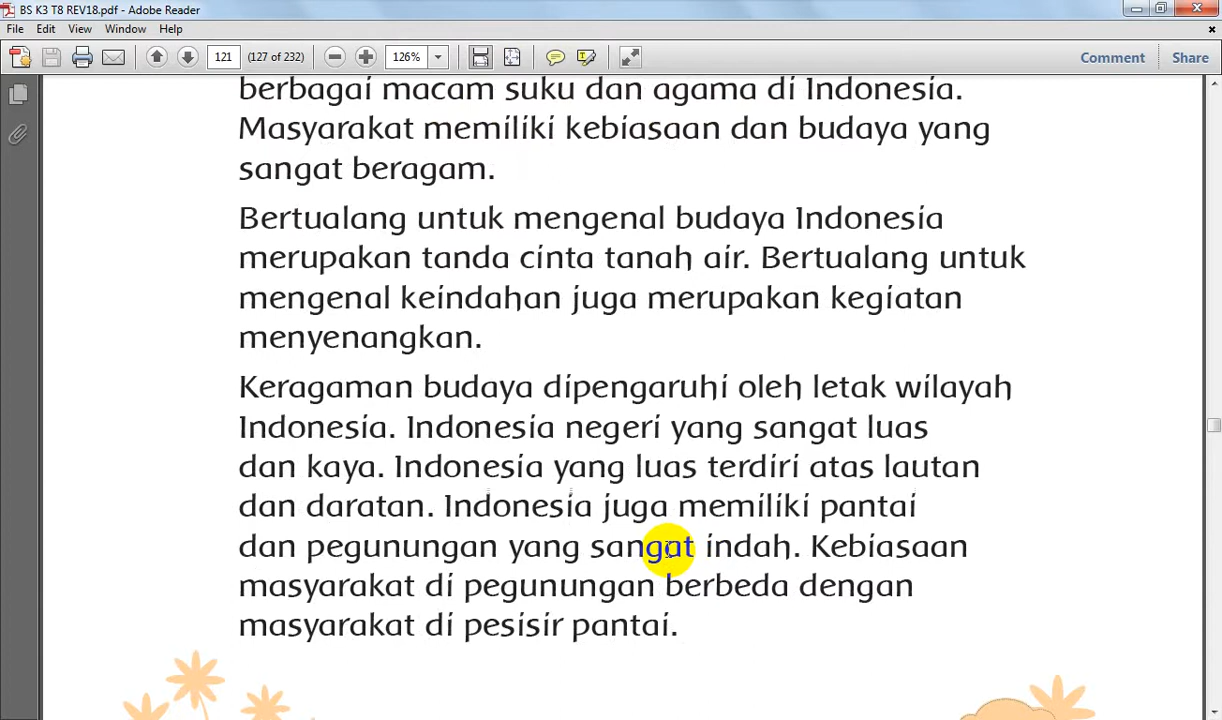 BS K3 T8 REV18.pdf - Adobe Reader
File Edit View Window Help
121 (127 of 232) 126% Comment Share
berbagai macam suku dan agama di Indonesia.
Masyarakat memiliki kebiasaan dan budaya yang
sangat beragam.
Bertualang untuk mengenal budaya Indonesia
merupakan tanda cinta tanah air. Bertualang untuk
mengenal keindahan juga merupakan kegiatan
menyenangkan.
Keragaman budaya dipengaruhi oleh letak wilayah
Indonesia. Indonesia negeri yang sangat luas
dan kaya. Indonesia yang luas terdiri atas lautan
dan daratan. Indonesia juga memiliki pantai
dan pegunungan yang sangat indah. Kebiasaan
masyarakat di pegunungan berbeda dengan
masyarakat di pesisir pantai.